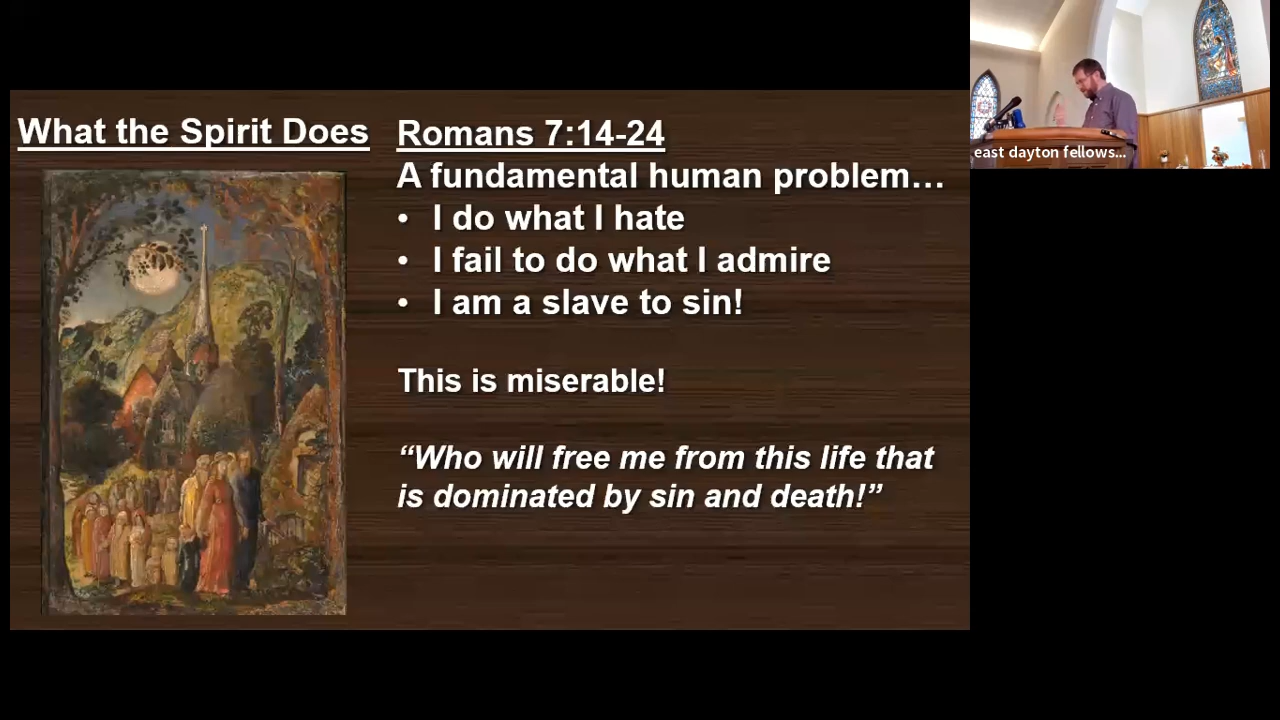 What the Spirit Does
Romans 7:14-24
A fundamental human problem…
• I do what I hate
• I fail to do what I admire
• I am a slave to sin!
This is miserable!
“Who will free me from this life that
is dominated by sin and death!”
east dayton fellows...